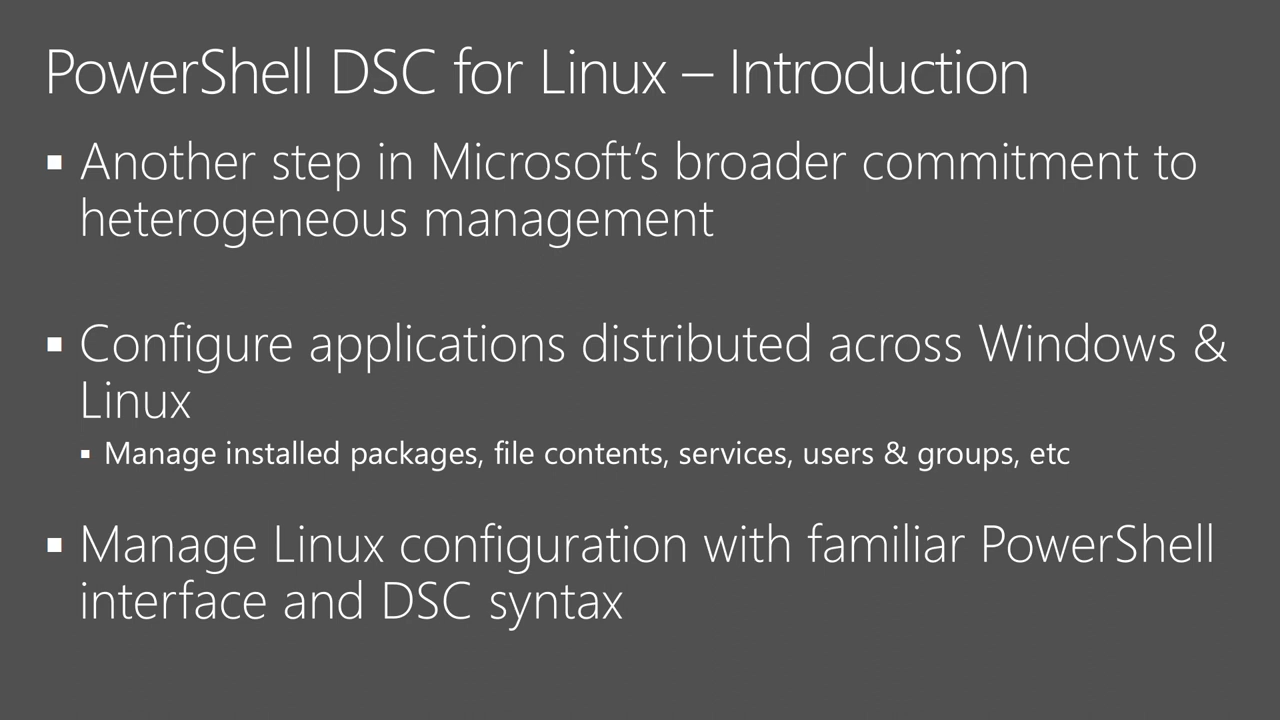 PowerShell DSC for Linux – Introduction
▪ Another step in Microsoft’s broader commitment to
heterogeneous management
▪ Configure applications distributed across Windows &
Linux
▪ Manage installed packages, file contents, services, users & groups, etc
▪ Manage Linux configuration with familiar PowerShell
interface and DSC syntax